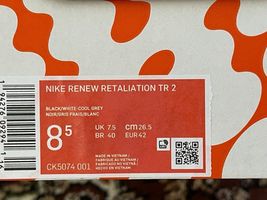 NIKE RENEW RETALIATION TR 2
BLACK/WHITE-COOL GREY
NOIR/GRIS FRAIS/BLANC
8 5
UK 7.5 cm 26.5
BR 40 EUR 42
MADE IN VIETNAM /
FABRIQUÉ AU VIETNAM /
HECHO EN VIETNAM
CK5074 001